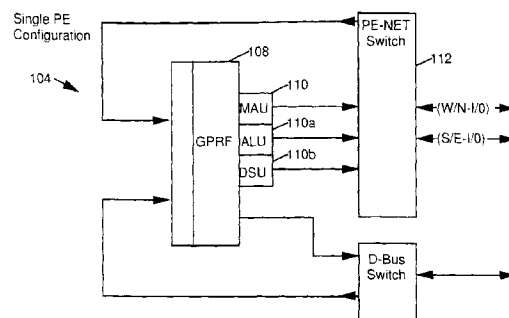 Single PE
Configuration
104
108
GPRF
110
MAU
110a
ALU
110b
DSU
PE-NET
Switch
112
(W/N-I/0)
(S/E-I/0)
D-Bus
Switch